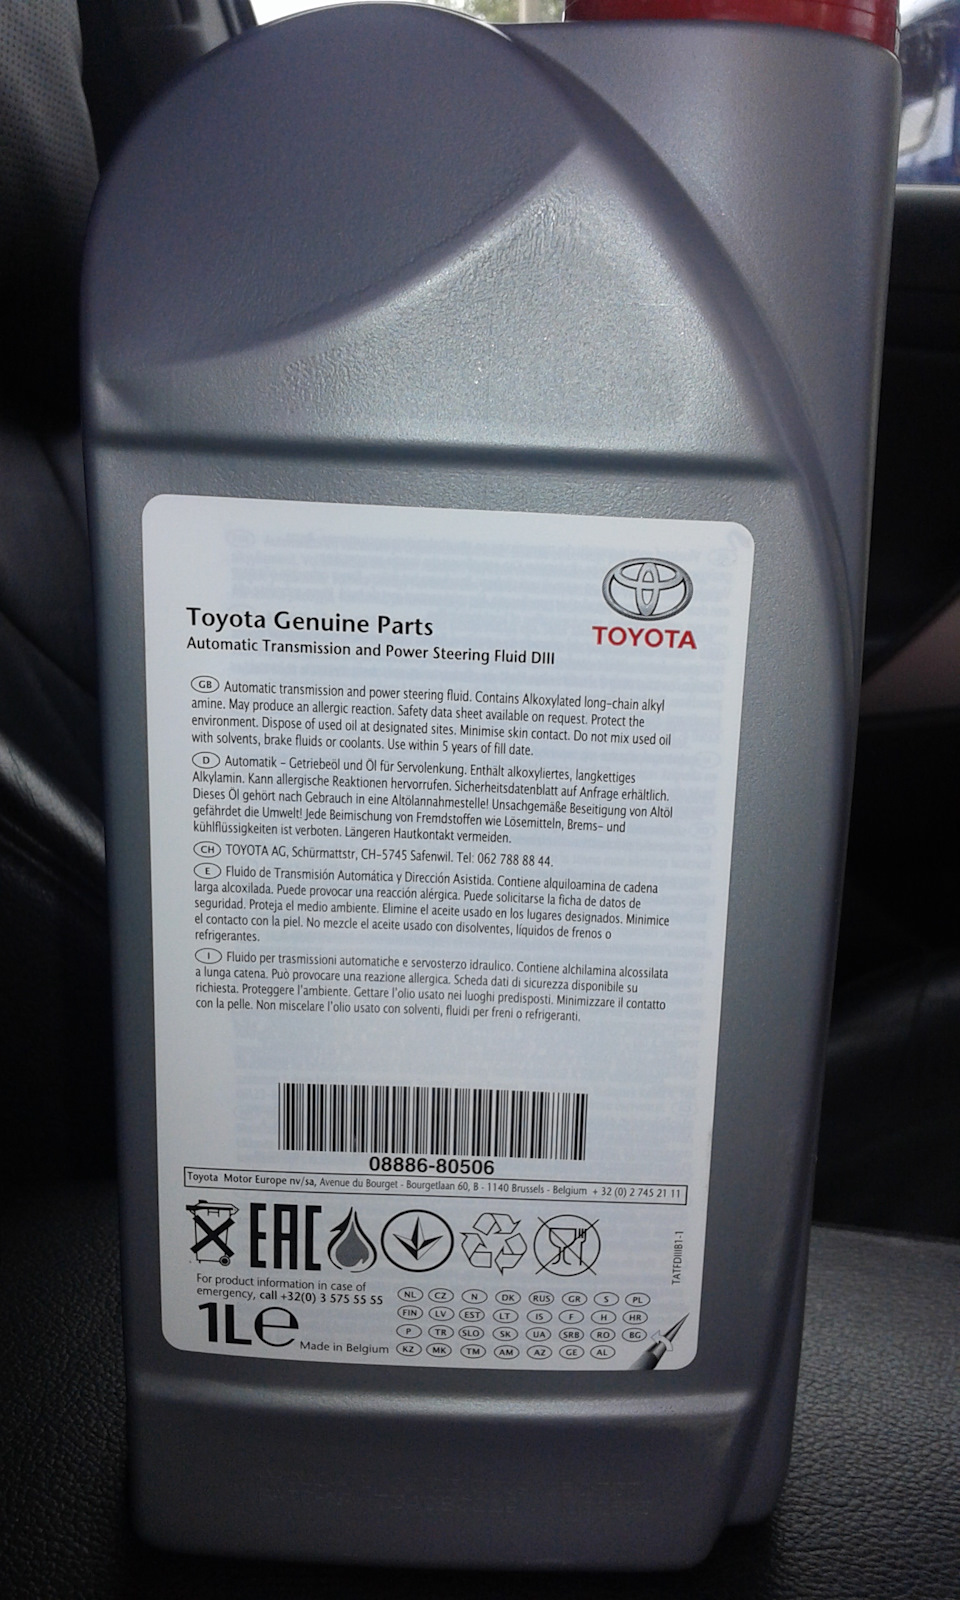 TOYOTA
Toyota Genuine Parts
Automatic Transmission and Power Steering Fluid DIII
GB Automatic transmission and power steering fluid. Contains Alkoxylated long-chain alkyl
amine. May produce an allergic reaction. Safety data sheet available on request. Protect the
environment. Dispose of used oil at designated sites. Minimise skin contact. Do not mix used oil
with solvents, brake fluids or coolants. Use within 5 years of fill date.
D Automatik – Getriebeöl und Öl für Servolenkung. Enthält alkoxyliertes, langkettiges
Alkylamin. Kann allergische Reaktionen hervorrufen. Sicherheitsdatenblatt auf Anfrage erhältlich.
Dieses Öl gehört nach Gebrauch in eine Altölannahmestelle! Unsachgemäße Beseitigung von Altöl
gefährdet die Umwelt! Jede Beimischung von Fremdstoffen wie Lösemitteln, Brems- und
kühlflüssigkeiten ist verboten. Längeren Hautkontakt vermeiden.
CH TOYOTA AG, Schürmattstr, CH-5745 Safenwil. Tel: 062 788 88 44.
E Fluido de Transmisión Automática y Dirección Asistida. Contiene alquiloamina de cadena
larga alcoxilada. Puede provocar una reacción alérgica. Puede solicitarse la ficha de datos de
seguridad. Proteja el medio ambiente. Elimine el aceite usado en los lugares designados. Minimice
el contacto con la piel. No mezcle el aceite usado con disolventes, líquidos de frenos o
refrigerantes.
I Fluido per trasmissioni automatiche e servosterzo idraulico. Contiene alchilamina alcossilata
a lunga catena. Può provocare una reazione allergica. Scheda dati di sicurezza disponibile su
richiesta. Proteggere l'ambiente. Gettare l'olio usato nei luoghi predisposti. Minimizzare il contatto
con la pelle. Non miscelare l'olio usato con solventi, fluidi per freni o refrigeranti.
08886-80506
Toyota Motor Europe nv/sa, Avenue du Bourget - Bourgetlaan 60, B - 1140 Brussels - Belgium + 32 (0) 2 745 21 11
EAC
TATFDIIIB1-1
For product information in case of
emergency, call +32(0) 3 575 55 55
1L e
Made in Belgium
NL CZ N DK RUS GR S PL
FIN LV EST LT IS F H HR
P TR SLO SK UA SRB RO BG
KZ MK TM AM AZ GE AL